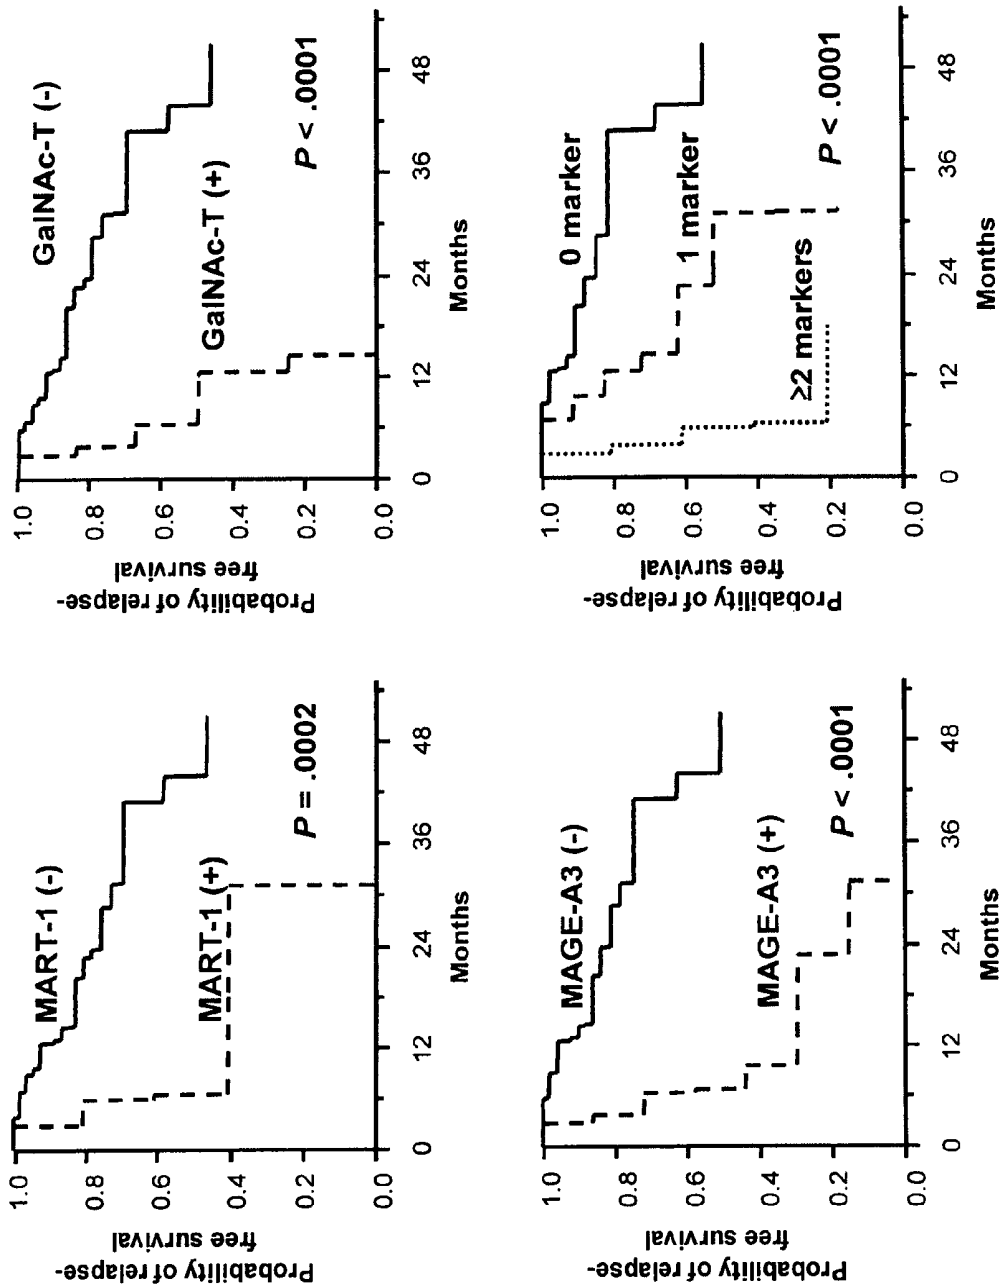 Probability of relapse-
free survival
1.0
0.8
0.6
0.4
0.2
0.0
MART-1 (-)
MART-1 (+)
P = .0002
0 12 24 36 48
Months
Probability of relapse-
free survival
1.0
0.8
0.6
0.4
0.2
0.0
GalNAc-T (-)
GalNAc-T (+)
P < .0001
0 12 24 36 48
Months
Probability of relapse-
free survival
1.0
0.8
0.6
0.4
0.2
0.0
MAGE-A3 (-)
MAGE-A3 (+)
P < .0001
0 12 24 36 48
Months
Probability of relapse-
free survival
1.0
0.8
0.6
0.4
0.2
0.0
0 marker
1 marker
≥2 markers
P < .0001
0 12 24 36 48
Months